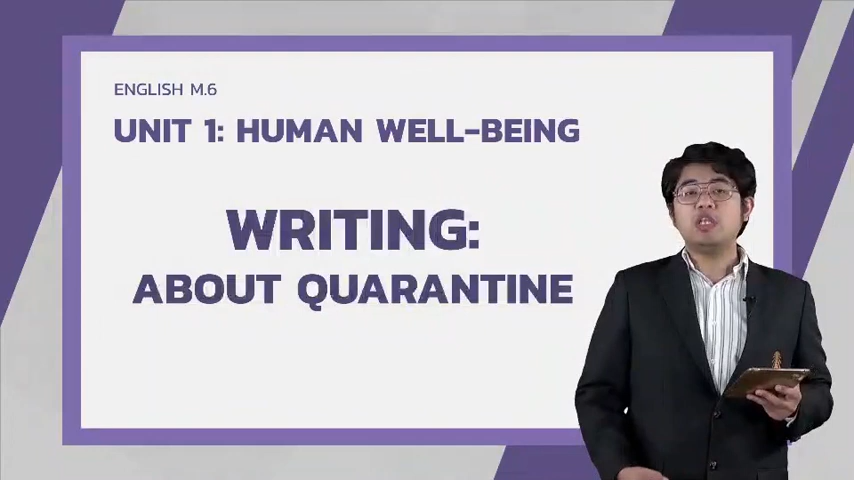 ENGLISH M.6
UNIT 1: HUMAN WELL-BEING
WRITING:
ABOUT QUARANTINE